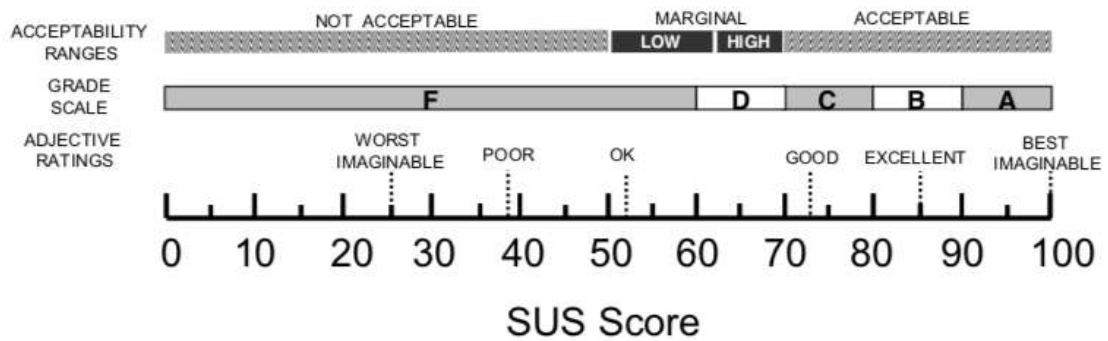 NOT ACCEPTABLE MARGINAL ACCEPTABLE
ACCEPTABILITY
RANGES
LOW HIGH
GRADE
SCALE
F D C B A
ADJECTIVE
RATINGS
WORST
IMAGINABLE
POOR
OK
GOOD
EXCELLENT
BEST
IMAGINABLE
0 10 20 30 40 50 60 70 80 90 100
SUS Score